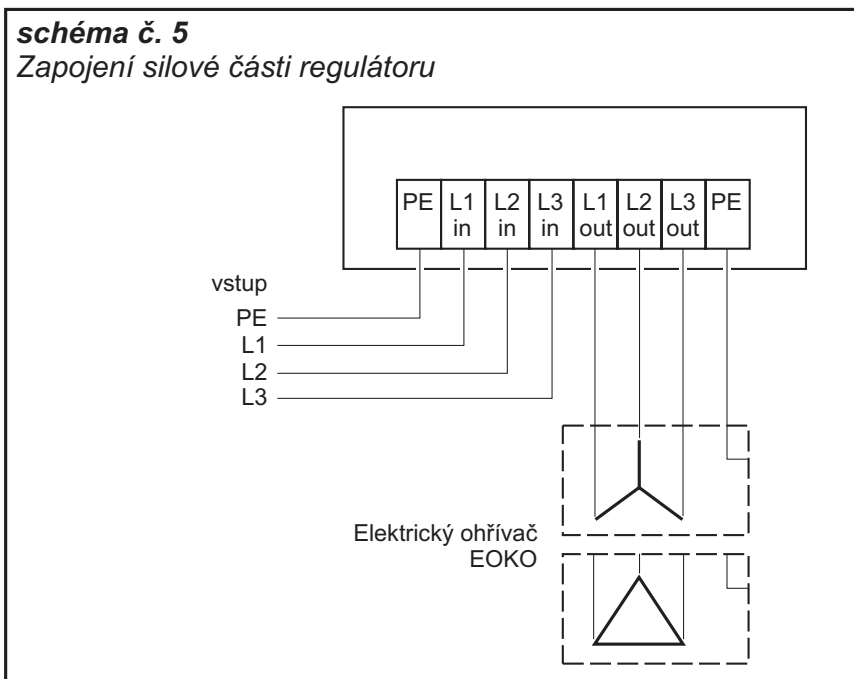 schéma č. 5
Zapojení silové části regulátoru
PE L1 L2 L3 L1 L2 L3 PE
in in in out out out
vstup
PE
L1
L2
L3
Elektrický ohřívač
EOKO